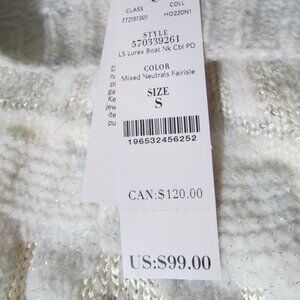 CLASS COLL
772151301 HO220N1
STYLE
570339261
LS Lurex Boat Nk Cbl PO
COLOR
Mixed Neutrals Fairisle
SIZE
S
196532456252
CAN:$120.00
US:$99.00